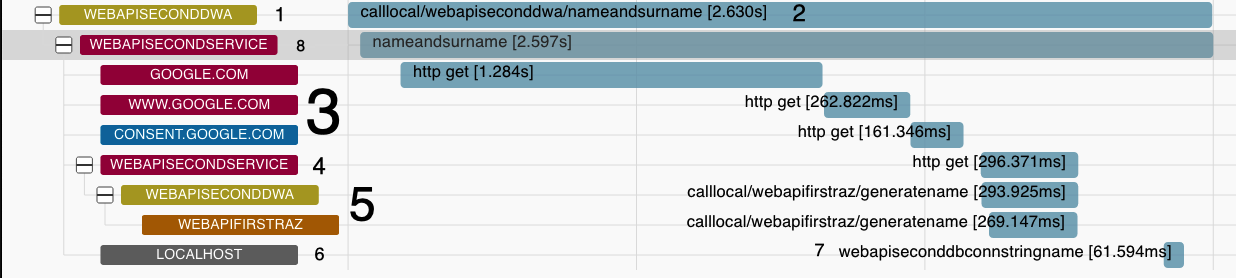 WEBAPISECONDDWA 1 calllocal/webapiseconddwa/nameandsurname [2.630s] 2
WEBAPISECONDSERVICE 8 nameandsurname [2.597s]
GOOGLE.COM http get [1.284s]
WWW.GOOGLE.COM 3 http get [262.822ms]
CONSENT.GOOGLE.COM http get [161.346ms]
WEBAPISECONDSERVICE 4 http get [296.371ms]
WEBAPISECONDDWA 5 calllocal/webapifirstraz/generatename [293.925ms]
WEBAPIFIRSTRAZ calllocal/webapifirstraz/generatename [269.147ms]
LOCALHOST 6 7 webapiseconddbconnstringname [61.594ms]